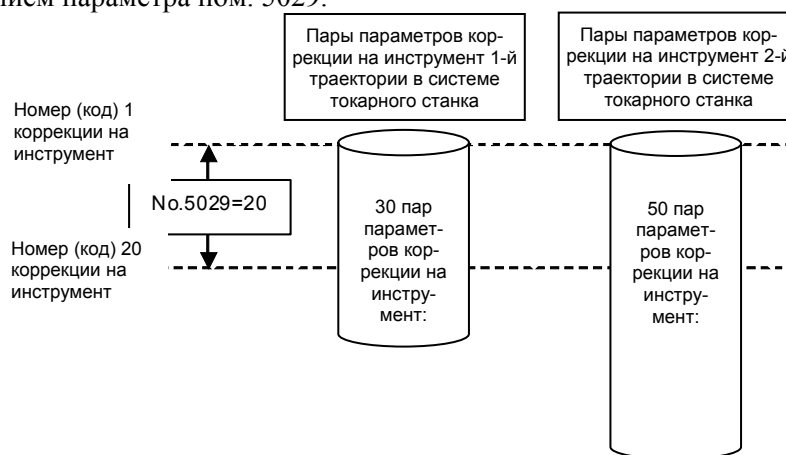 нием параметра ном. 5029.
Пары параметров кор-
рекции на инструмент 1-й
траектории в системе
токарного станка
Пары параметров кор-
рекции на инструмент 2-й
траектории в системе
токарного станка
Номер (код) 1
коррекции на
инструмент
No.5029=20
Номер (код) 20
коррекции на
инструмент
30 пар
парамет-
ров кор-
рекции на
инстру-
мент:
50 пар
парамет-
ров кор-
рекции на
инстру-
мент: